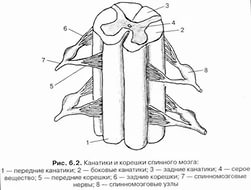 2
3
4
1
5
6
7
8
1
Рис. 6.2. Канатики и корешки спинного мозга:
1 — передние канатики; 2 — боковые канатики; 3 — задние канатики; 4 — серое
вещество; 5 — передние корешки; 6 — задние корешки; 7 — спинномозговые
нервы; 8 — спинномозговые узлы